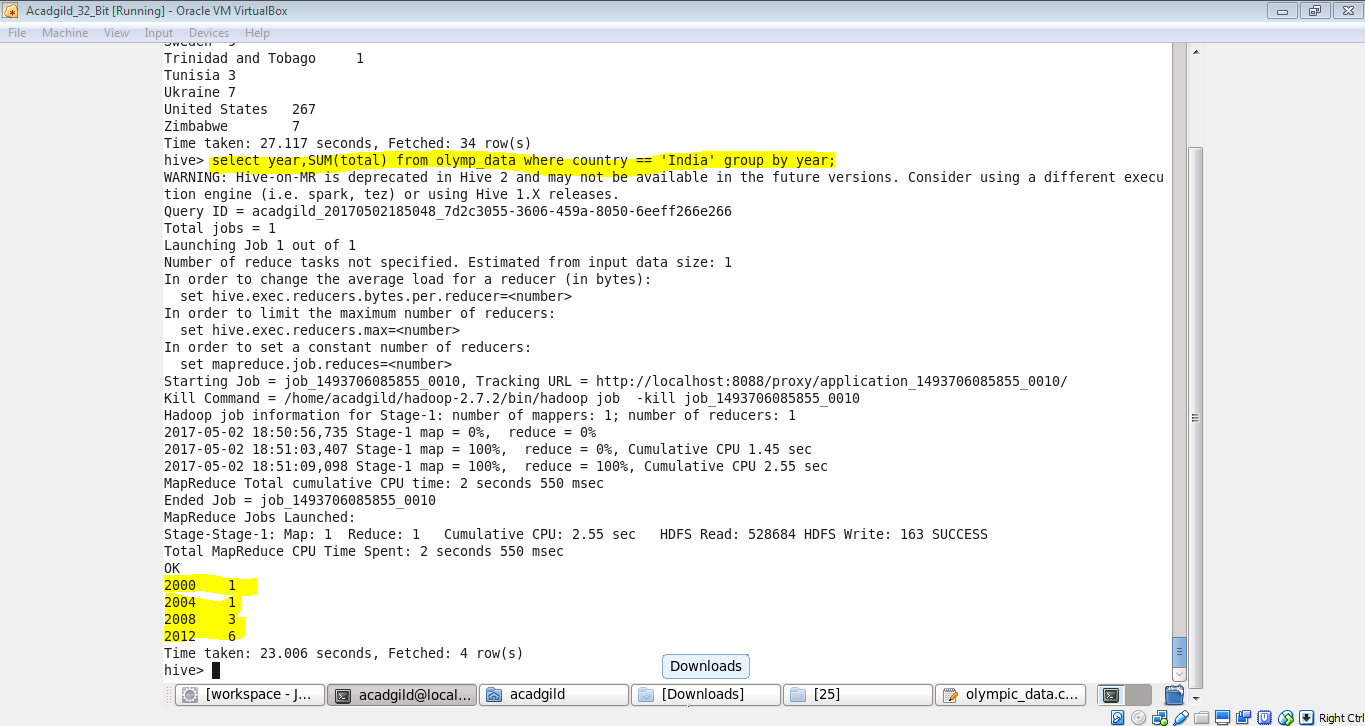 Acadgild_32_Bit [Running] - Oracle VM VirtualBox
File Machine View Input Devices Help
Sweden 9
Trinidad and Tobago 1
Tunisia 3
Ukraine 7
United States 267
Zimbabwe 7
Time taken: 27.117 seconds, Fetched: 34 row(s)
hive> select year,SUM(total) from olymp_data where country == 'India' group by year;
WARNING: Hive-on-MR is deprecated in Hive 2 and may not be available in the future versions. Consider using a different execu
tion engine (i.e. spark, tez) or using Hive 1.X releases.
Query ID = acadgild_20170502185048_7d2c3055-3606-459a-8050-6eeff266e266
Total jobs = 1
Launching Job 1 out of 1
Number of reduce tasks not specified. Estimated from input data size: 1
In order to change the average load for a reducer (in bytes):
set hive.exec.reducers.bytes.per.reducer=<number>
In order to limit the maximum number of reducers:
set hive.exec.reducers.max=<number>
In order to set a constant number of reducers:
set mapreduce.job.reduces=<number>
Starting Job = job_1493706085855_0010, Tracking URL = http://localhost:8088/proxy/application_1493706085855_0010/
Kill Command = /home/acadgild/hadoop-2.7.2/bin/hadoop job -kill job_1493706085855_0010
Hadoop job information for Stage-1: number of mappers: 1; number of reducers: 1
2017-05-02 18:50:56,735 Stage-1 map = 0%, reduce = 0%
2017-05-02 18:51:03,407 Stage-1 map = 100%, reduce = 0%, Cumulative CPU 1.45 sec
2017-05-02 18:51:09,098 Stage-1 map = 100%, reduce = 100%, Cumulative CPU 2.55 sec
MapReduce Total cumulative CPU time: 2 seconds 550 msec
Ended Job = job_1493706085855_0010
MapReduce Jobs Launched:
Stage-Stage-1: Map: 1 Reduce: 1 Cumulative CPU: 2.55 sec HDFS Read: 528684 HDFS Write: 163 SUCCESS
Total MapReduce CPU Time Spent: 2 seconds 550 msec
OK
2000 1
2004 1
2008 3
2012 6
Time taken: 23.006 seconds, Fetched: 4 row(s)
hive>
Downloads
[workspace - J... acadgild@local... acadgild [Downloads] [25] olympic_data.c...
Right Ctrl